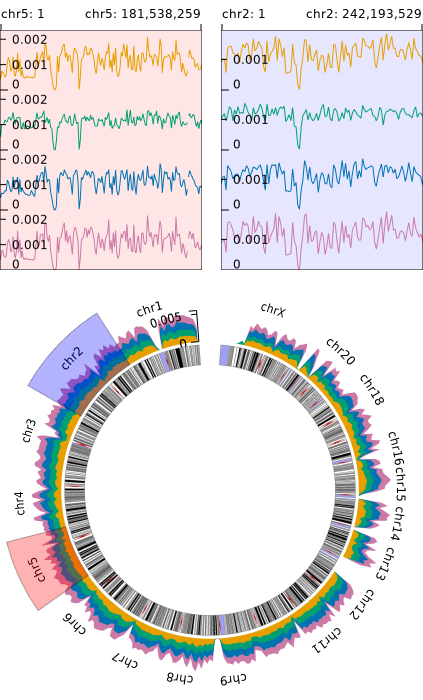 chr5: 1 chr5: 181,538,259 chr2: 1 chr2: 242,193,529
0.002
0.001
0
0.002
0.001
0
0.002
0.001
0
0.002
0.001
0
0.001
0
0.001
0
0.001
0
0.001
0
chr1
0.005
0
chrX
chr2
chr20
chr18
chr3
chr16
chr15
chr4
chr14
chr13
chr5
chr12
chr6
chr11
chr7
chr8
chr9